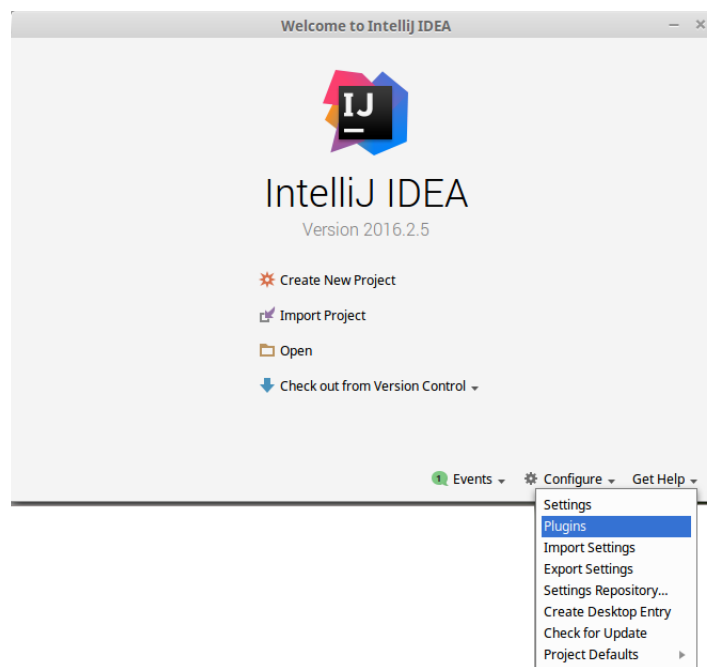 Welcome to IntelliJ IDEA
IJ
IntelliJ IDEA
Version 2016.2.5
Create New Project
Import Project
Open
Check out from Version Control
1 Events Configure Get Help
Settings
Plugins
Import Settings
Export Settings
Settings Repository...
Create Desktop Entry
Check for Update
Project Defaults